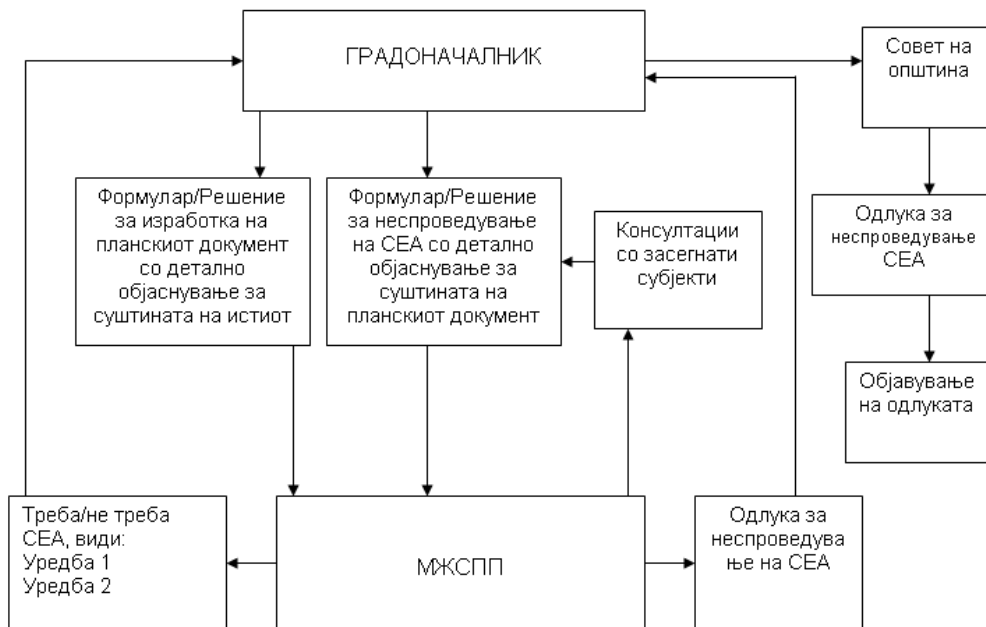 ГРАДОНАЧАЛНИК
Совет на
општина
Формулар/Решение
за изработка на
планскиот документ
со детално
објаснување за
суштината на истиот
Формулар/Решение
за неспроведување
на СЕА со детално
објаснување за
суштината на
планскиот документ
Консултации
со засегнати
субјекти
Одлука за
неспроведување
СЕА
Објавување
на одлуката
Треба/не треба
СЕА, види:
Уредба 1
Уредба 2
МЖСПП
Одлука за
неспроведува
ње на СЕА